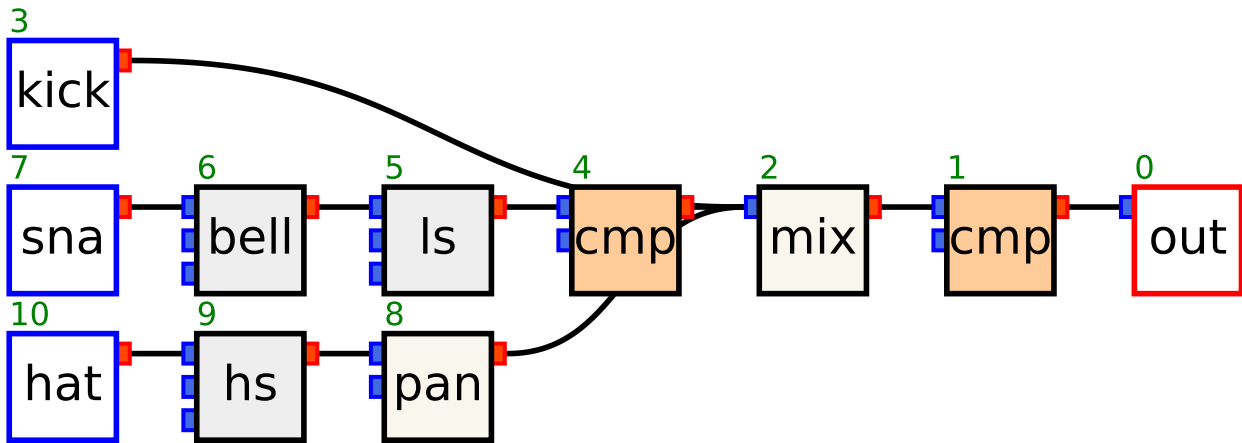 3
kick
7 6 5 4 2 1 0
sna bell ls cmp mix cmp out
10 9 8
hat hs pan